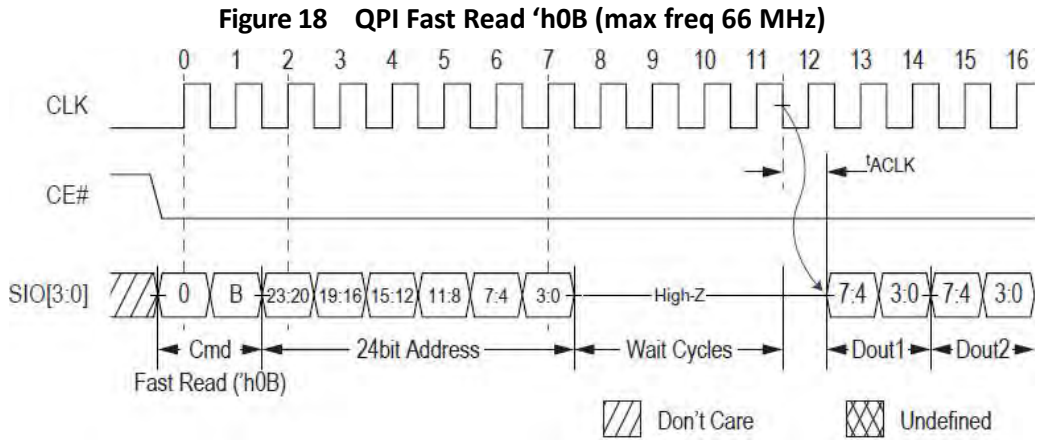 Figure 18 QPI Fast Read ‘h0B (max freq 66 MHz)
0 1 2 3 4 5 6 7 8 9 10 11 12 13 14 15 16
CLK
tACLK
CE#
SIO[3:0] 0 B 23:20 19:16 15:12 11:8 7:4 3:0 High-Z 7:4 3:0 7:4 3:0
Cmd 24bit Address Wait Cycles Dout1 Dout2
Fast Read ('h0B)
Don't Care Undefined